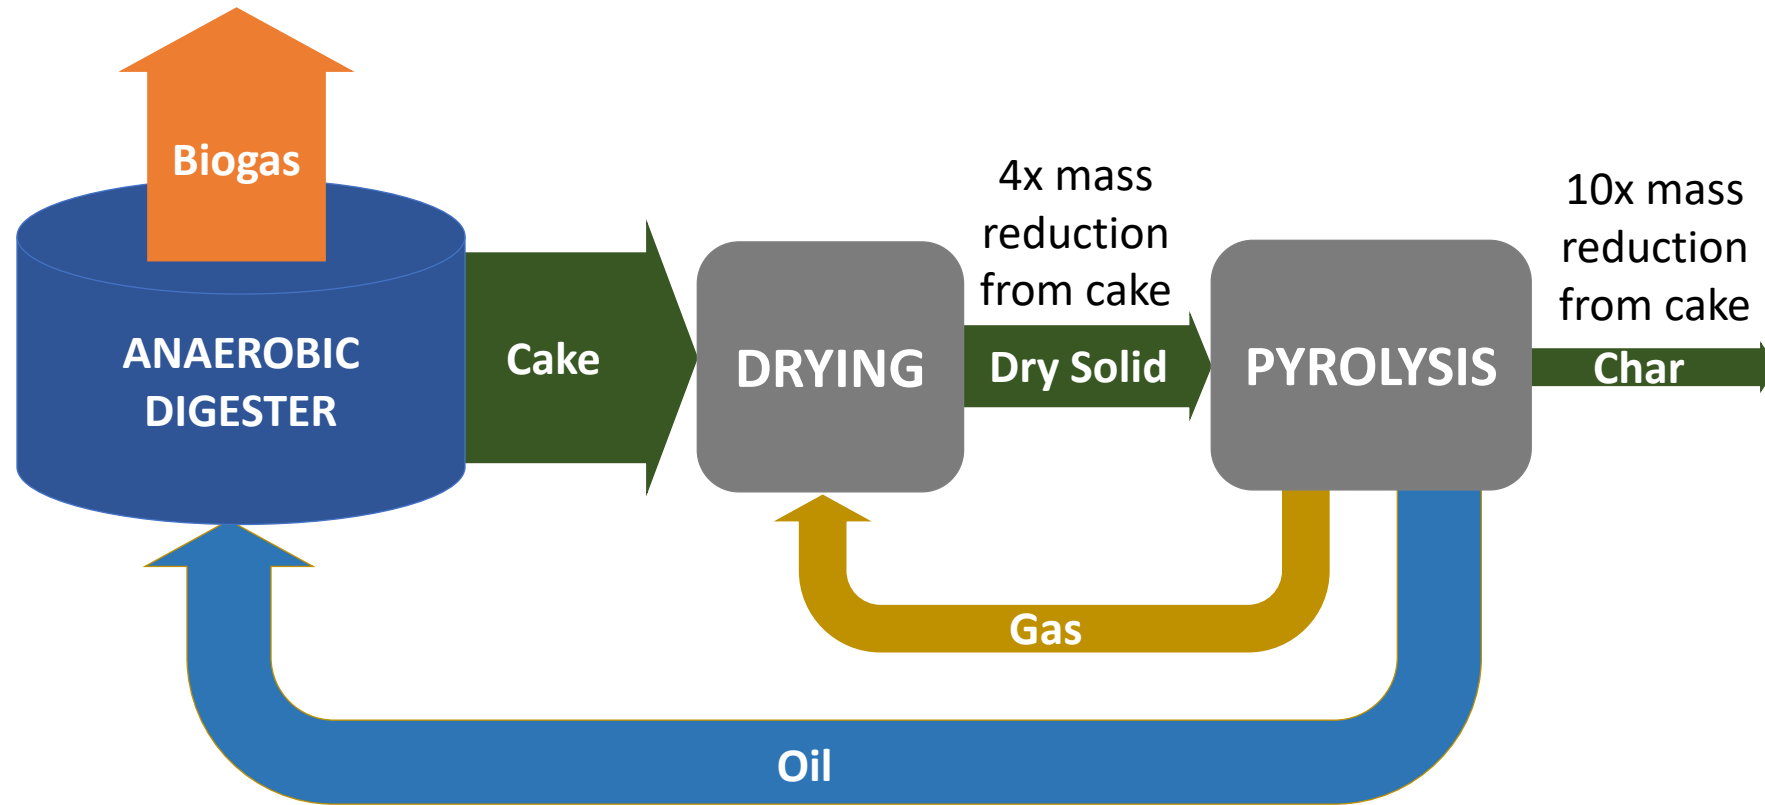 Biogas
ANAEROBIC
DIGESTER
Cake
DRYING
4x mass
reduction
from cake
Dry Solid
PYROLYSIS
10x mass
reduction
from cake
Char
Gas
Oil